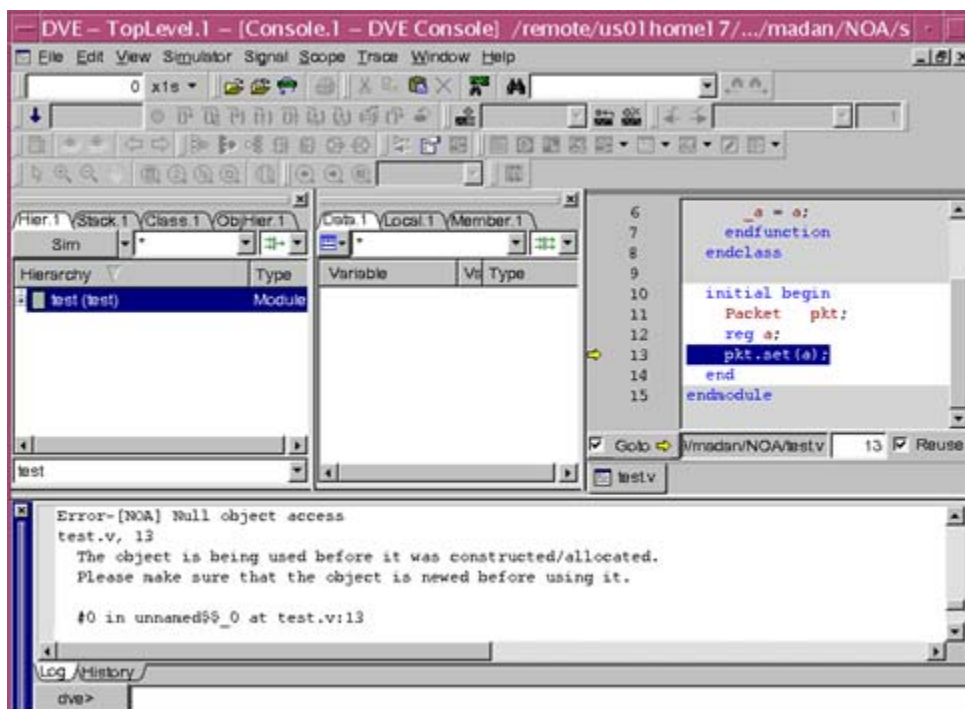 DVE - TopLevel.1 - [Console.1 - DVE Console] /remote/us01home17/.../madan/NOA/s
File Edit View Simulator Signal Scope Trace Window Help
0 x1s
1
Hier.1 Stack.1 Class.1 ObjHier.1
Sim *
Hierarchy Type
test (test) Module
test
Data.1 Local.1 Member.1
*
Variable Type
6 _a = a;
7 endfunction
8 endclass
9
10 initial begin
11 Packet pkt;
12 reg a;
13 pkt.set(a);
14 end
15 endmodule
Goto /madan/NOA/test.v 13 Reuse
test.v
Error-[NOA] Null object access
test.v, 13
The object is being used before it was constructed/allocated.
Please make sure that the object is newed before using it.
#0 in unnamed$$_0 at test.v:13
Log History
dve>